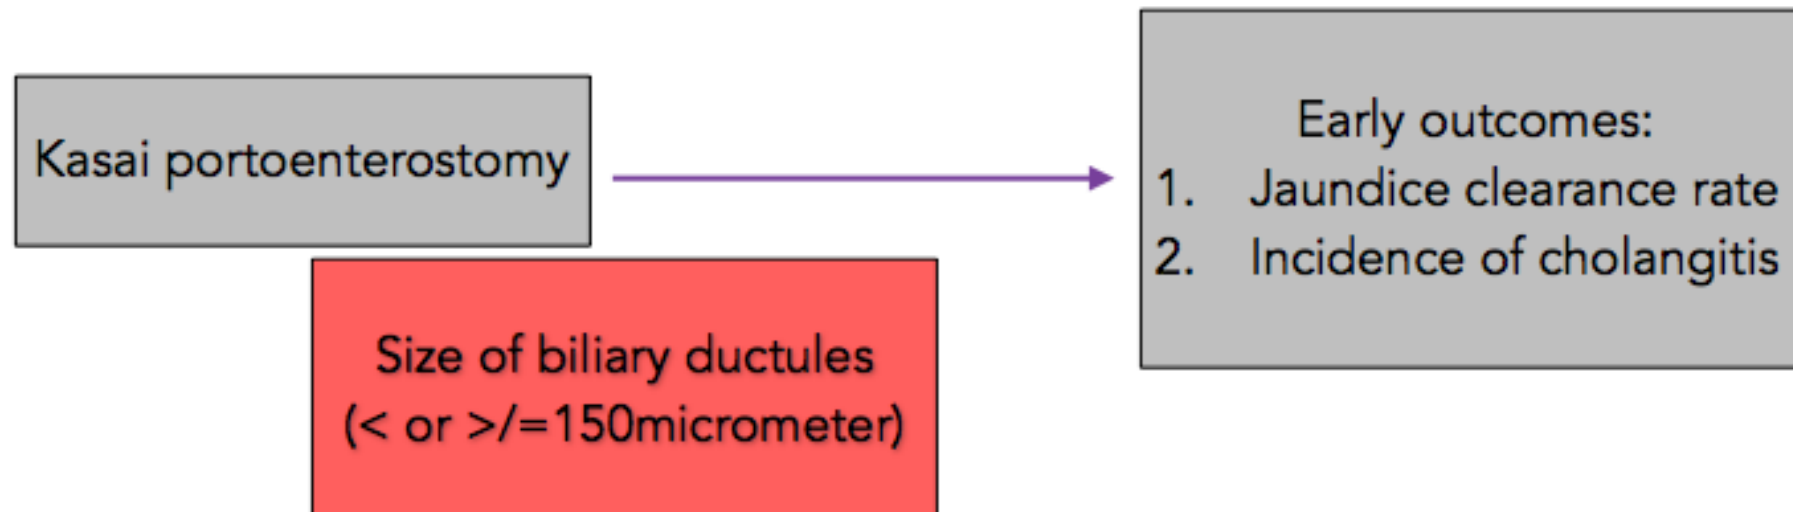 Kasai portoenterostomy
Size of biliary ductules
(< or >/=150micrometer)
Early outcomes:
1. Jaundice clearance rate
2. Incidence of cholangitis